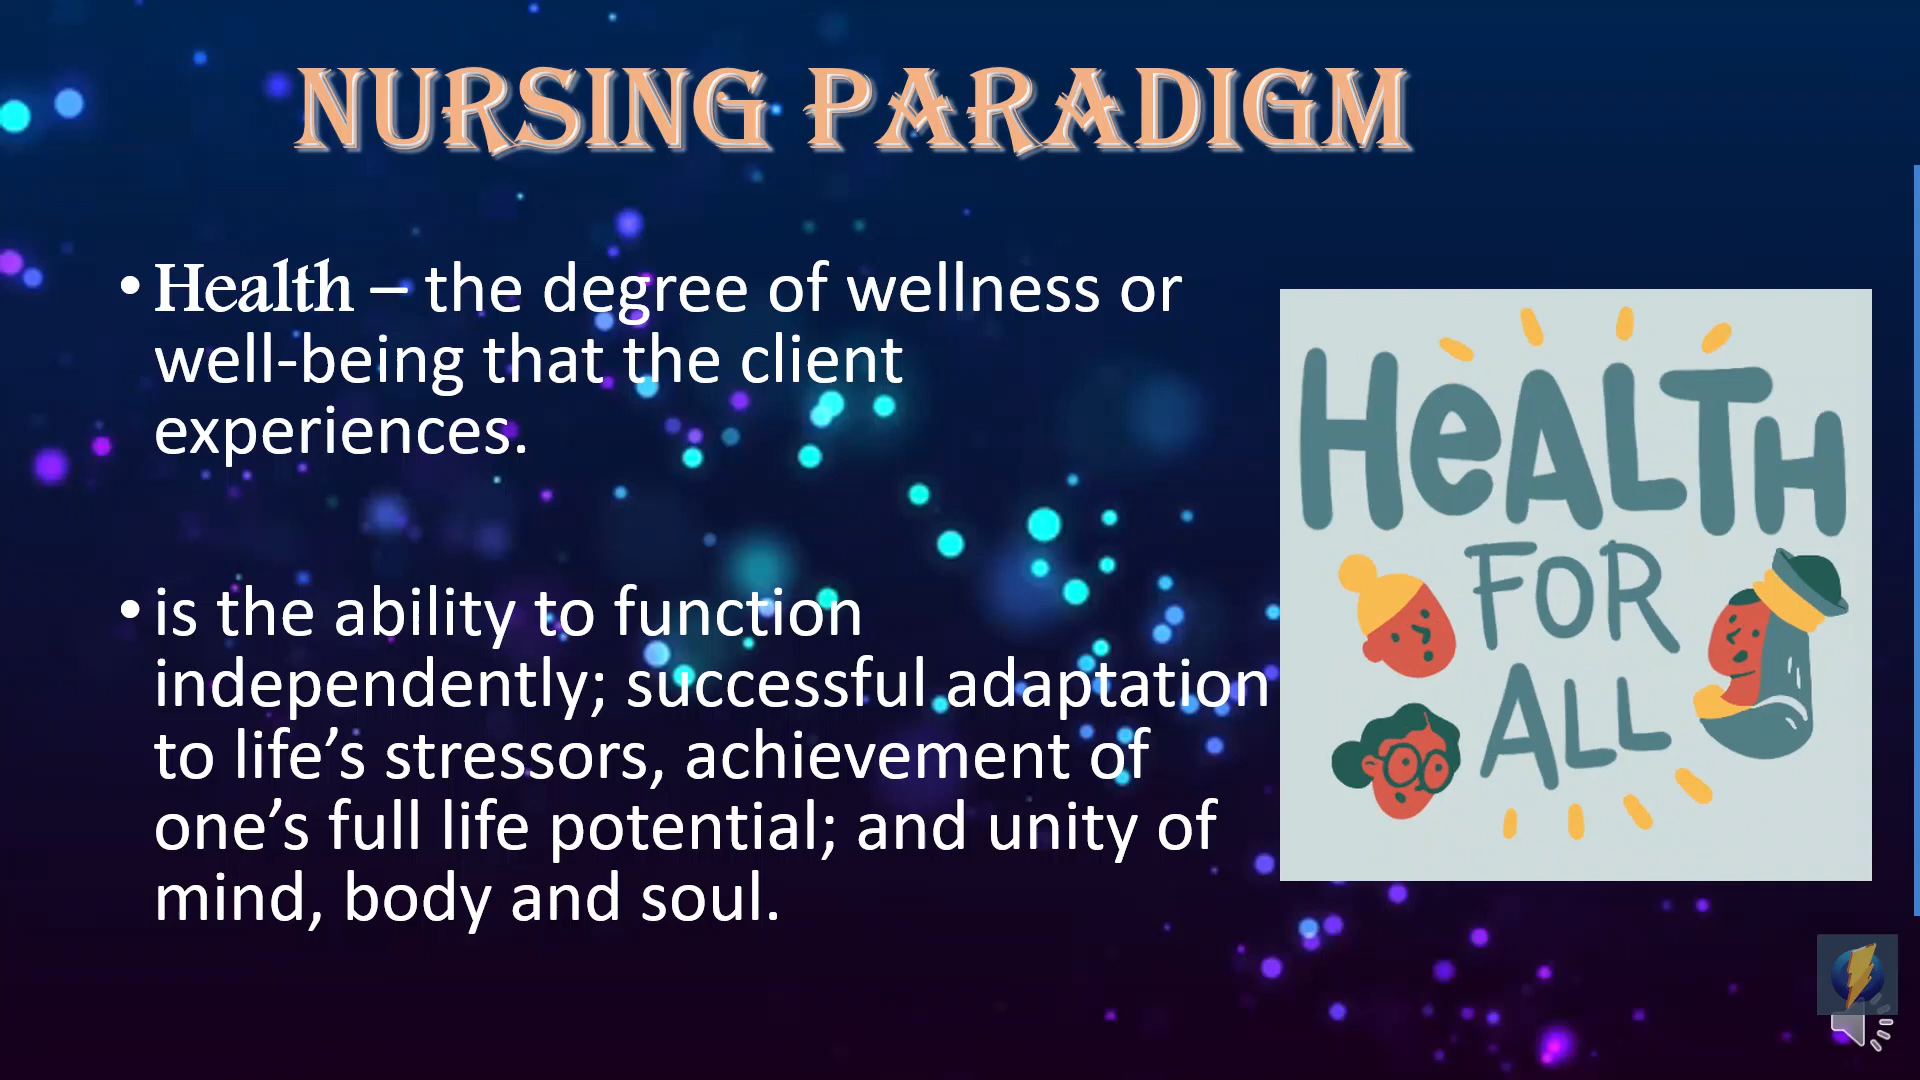 NURSING PARADIGM
• Health – the degree of wellness or
well-being that the client
experiences.
• is the ability to function
independently; successful adaptation
to life’s stressors, achievement of
one’s full life potential; and unity of
mind, body and soul.
HeALTH
FOR
ALL